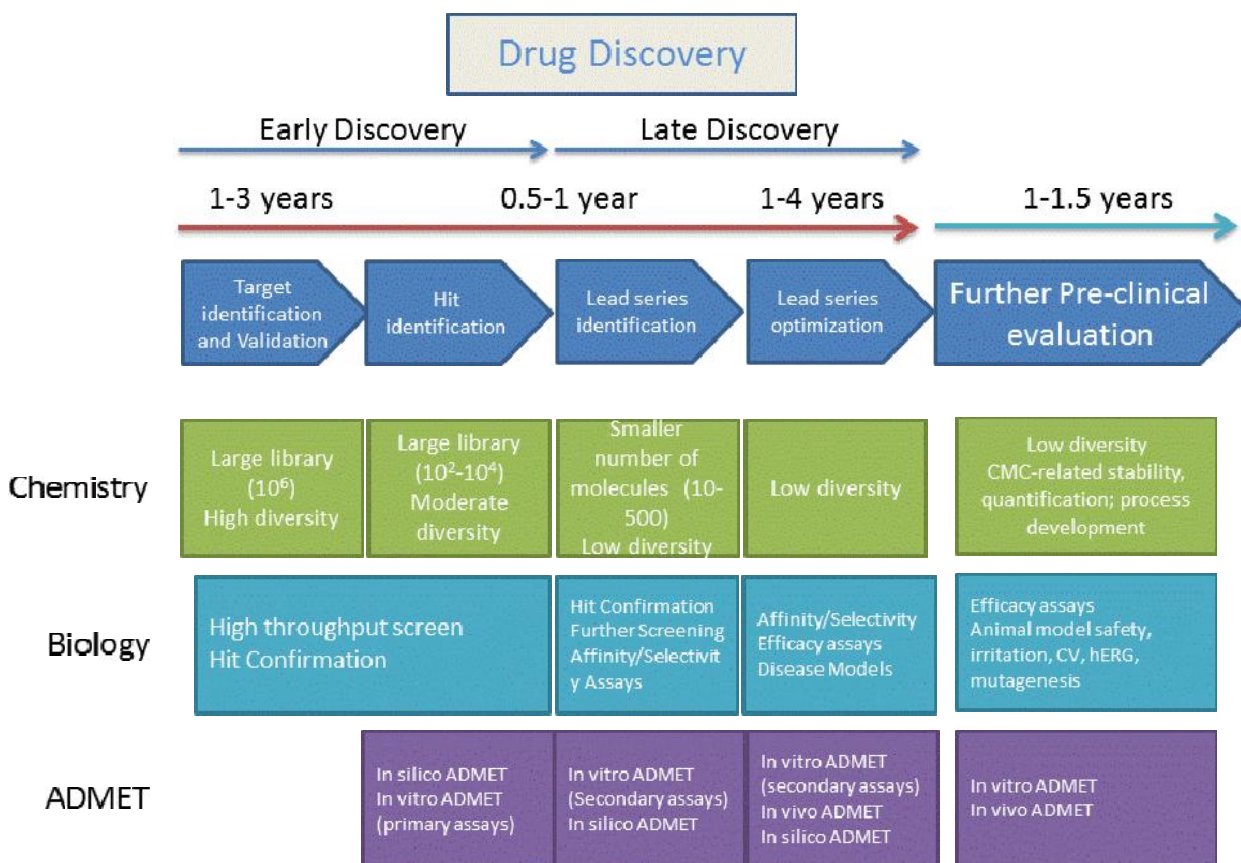 Drug Discovery
Early Discovery
Late Discovery
1-3 years
0.5-1 year
1-4 years
1-1.5 years
Target
identification
and Validation
Hit
identification
Lead series
identification
Lead series
optimization
Further Pre-clinical
evaluation
Chemistry
Large library
(10⁶)
High diversity
Large library
(10²-10⁴)
Moderate
diversity
Smaller
number of
molecules (10-
500)
Low diversity
Low diversity
Low diversity
CMC-related stability,
quantification; process
development
Biology
High throughput screen
Hit Confirmation
Hit Confirmation
Further Screening
Affinity/Selectivit
y Assays
Affinity/Selectivity
Efficacy assays
Disease Models
Efficacy assays
Animal model safety,
irritation, CV, hERG,
mutagenesis
ADMET
In silico ADMET
In vitro ADMET
(primary assays)
In vitro ADMET
(Secondary assays)
In silico ADMET
In vitro ADMET
(secondary assays)
In vivo ADMET
In silico ADMET
In vitro ADMET
In vivo ADMET